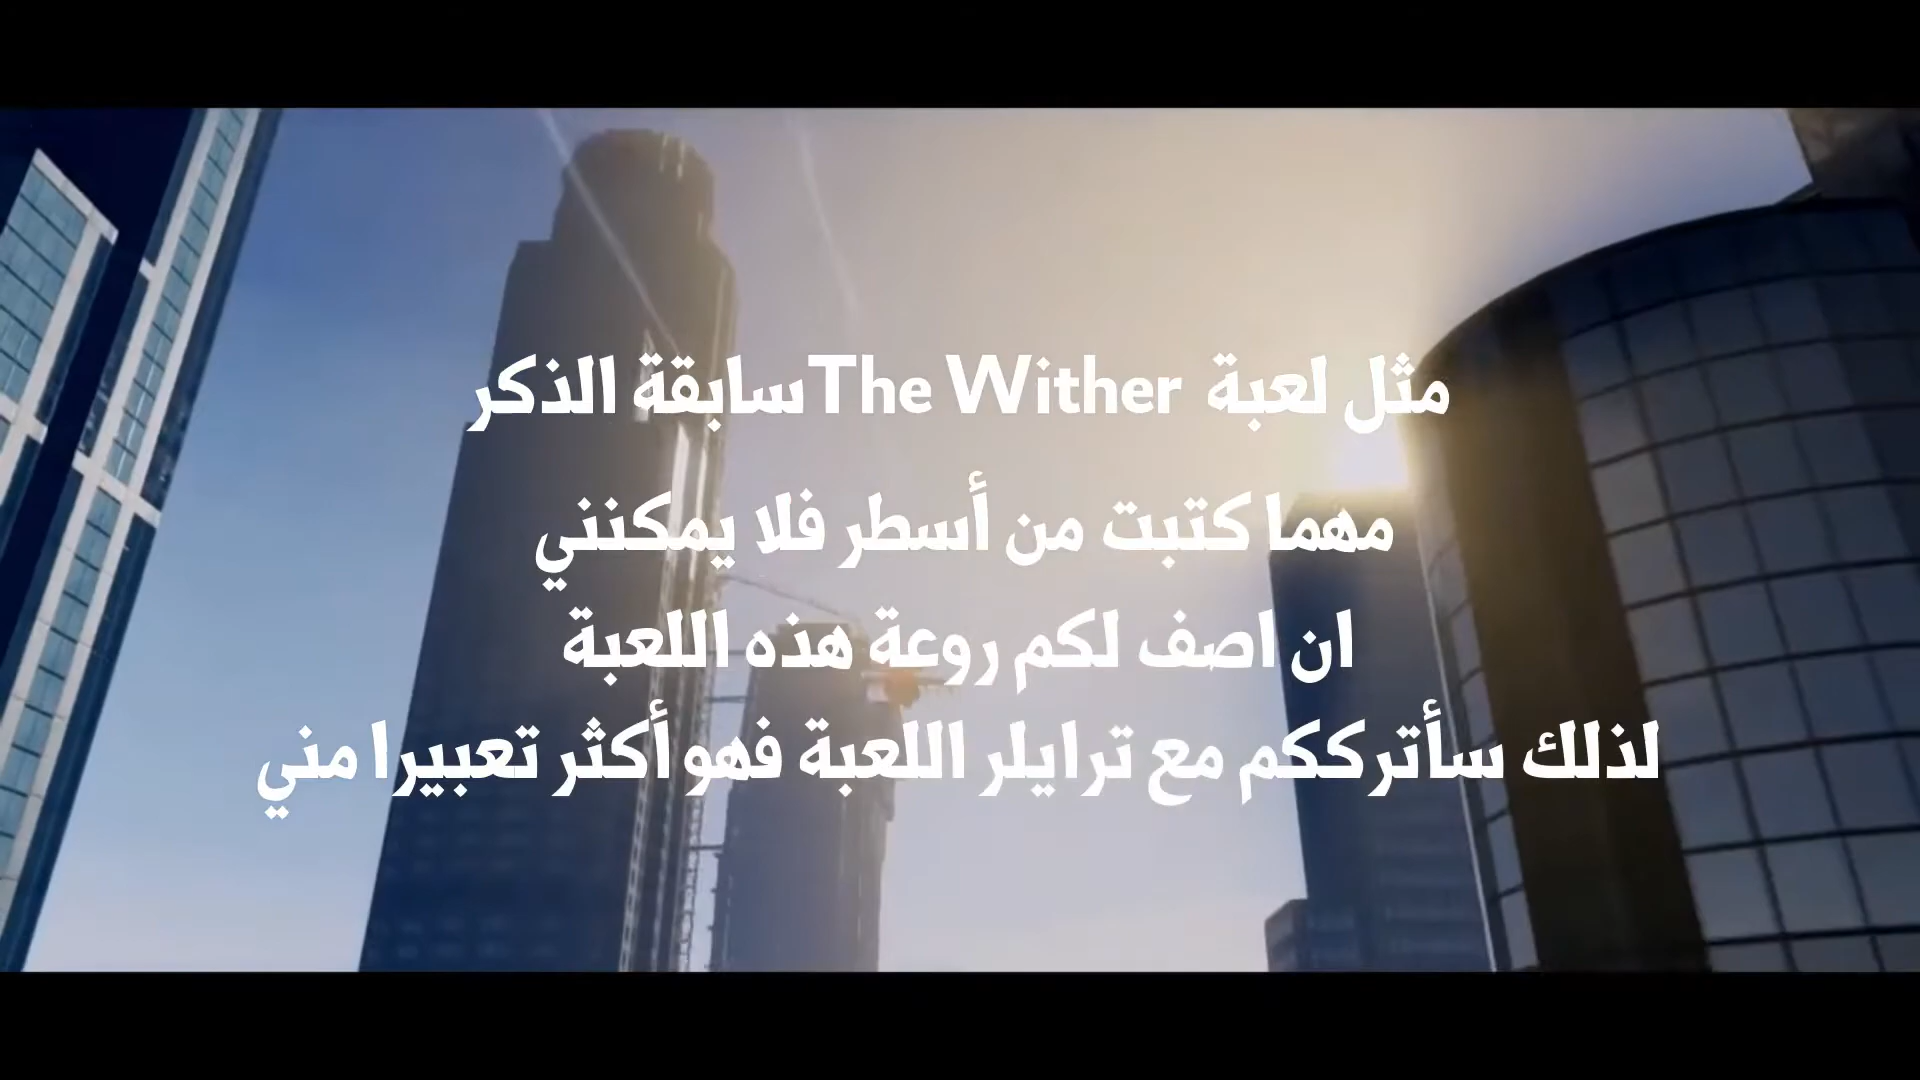 مثل لعبة The Wither سابقة الذكر
مهما كتبت من أسطر فلا يمكنني
ان اصف لكم روعة هذه اللعبة
لذلك سأترككم مع ترايلر اللعبة فهو أكثر تعبيرا مني